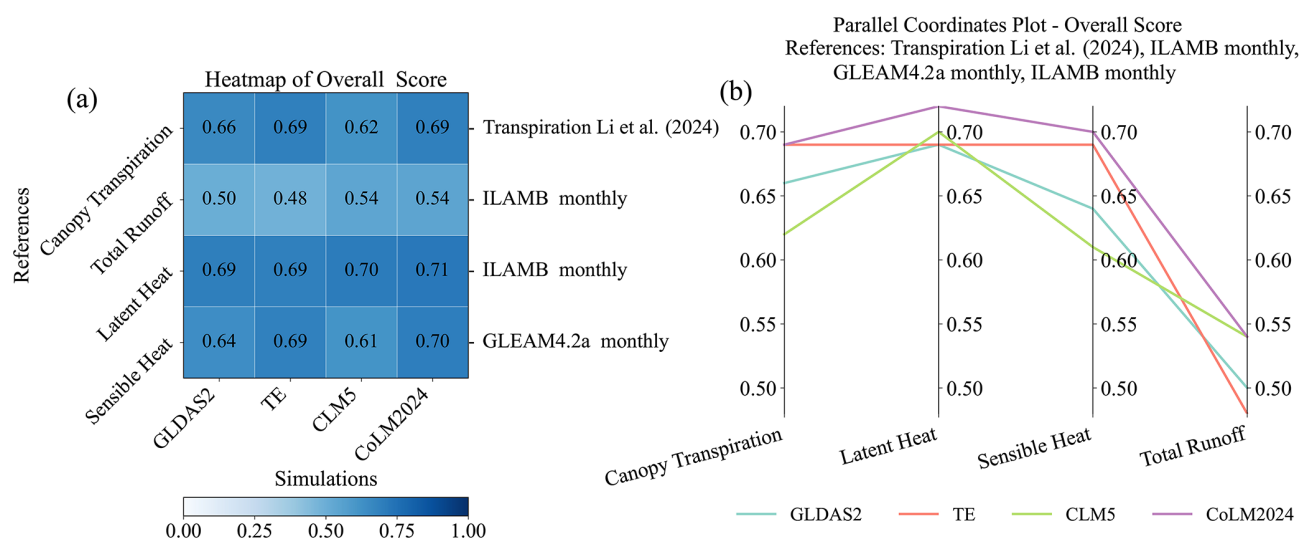 (a)
Heatmap of Overall Score
References
Canopy Transpiration
0.66 0.69 0.62 0.69
Transpiration Li et al. (2024)
Total Runoff
0.50 0.48 0.54 0.54
ILAMB monthly
Latent Heat
0.69 0.69 0.70 0.71
ILAMB monthly
Sensible Heat
0.64 0.69 0.61 0.70
GLEAM4.2a monthly
GLDAS2 TE CLM5 CoLM2024
Simulations
0.00 0.25 0.50 0.75 1.00
(b)
Parallel Coordinates Plot - Overall Score
References: Transpiration Li et al. (2024), ILAMB monthly,
GLEAM4.2a monthly, ILAMB monthly
0.70 0.70 0.70 0.70
0.65 0.65 0.65 0.65
0.60 0.60 0.60 0.60
0.55 0.55 0.55 0.55
0.50 0.50 0.50 0.50
Canopy Transpiration Latent Heat Sensible Heat Total Runoff
GLDAS2 TE CLM5 CoLM2024